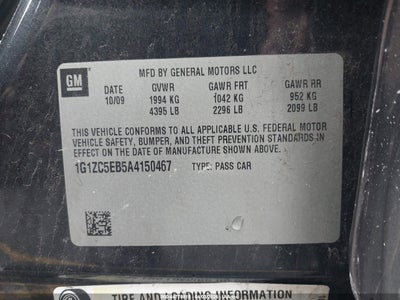 GM
MFD BY GENERAL MOTORS LLC
DATE GVWR GAWR FRT GAWR RR
10/09 1994 KG 1042 KG 952 KG
4395 LB 2296 LB 2099 LB
THIS VEHICLE CONFORMS TO ALL APPLICABLE U.S. FEDERAL MOTOR
VEHICLE SAFETY, BUMPER, AND THEFT PREVENTION STANDARDS IN
EFFECT ON THE DATE OF MANUFACTURE SHOWN ABOVE.
1G1ZC5EB5A4150467 TYPE: PASS CAR
TIRE AND LOADING INFORMATION